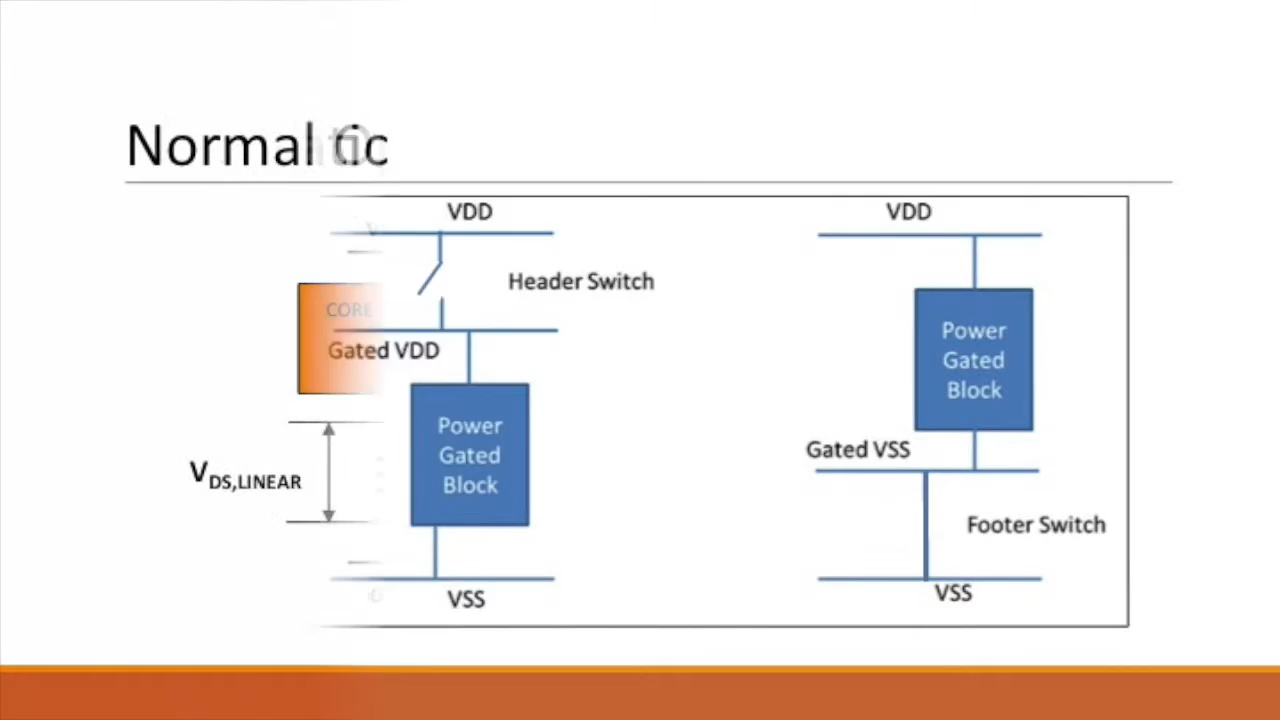 Normal tic
VDD
VDD
Header Switch
CORE
Gated VDD
Power
Gated
Block
Power
Gated
Block
Gated VSS
VDS,LINEAR
Footer Switch
VSS
VSS